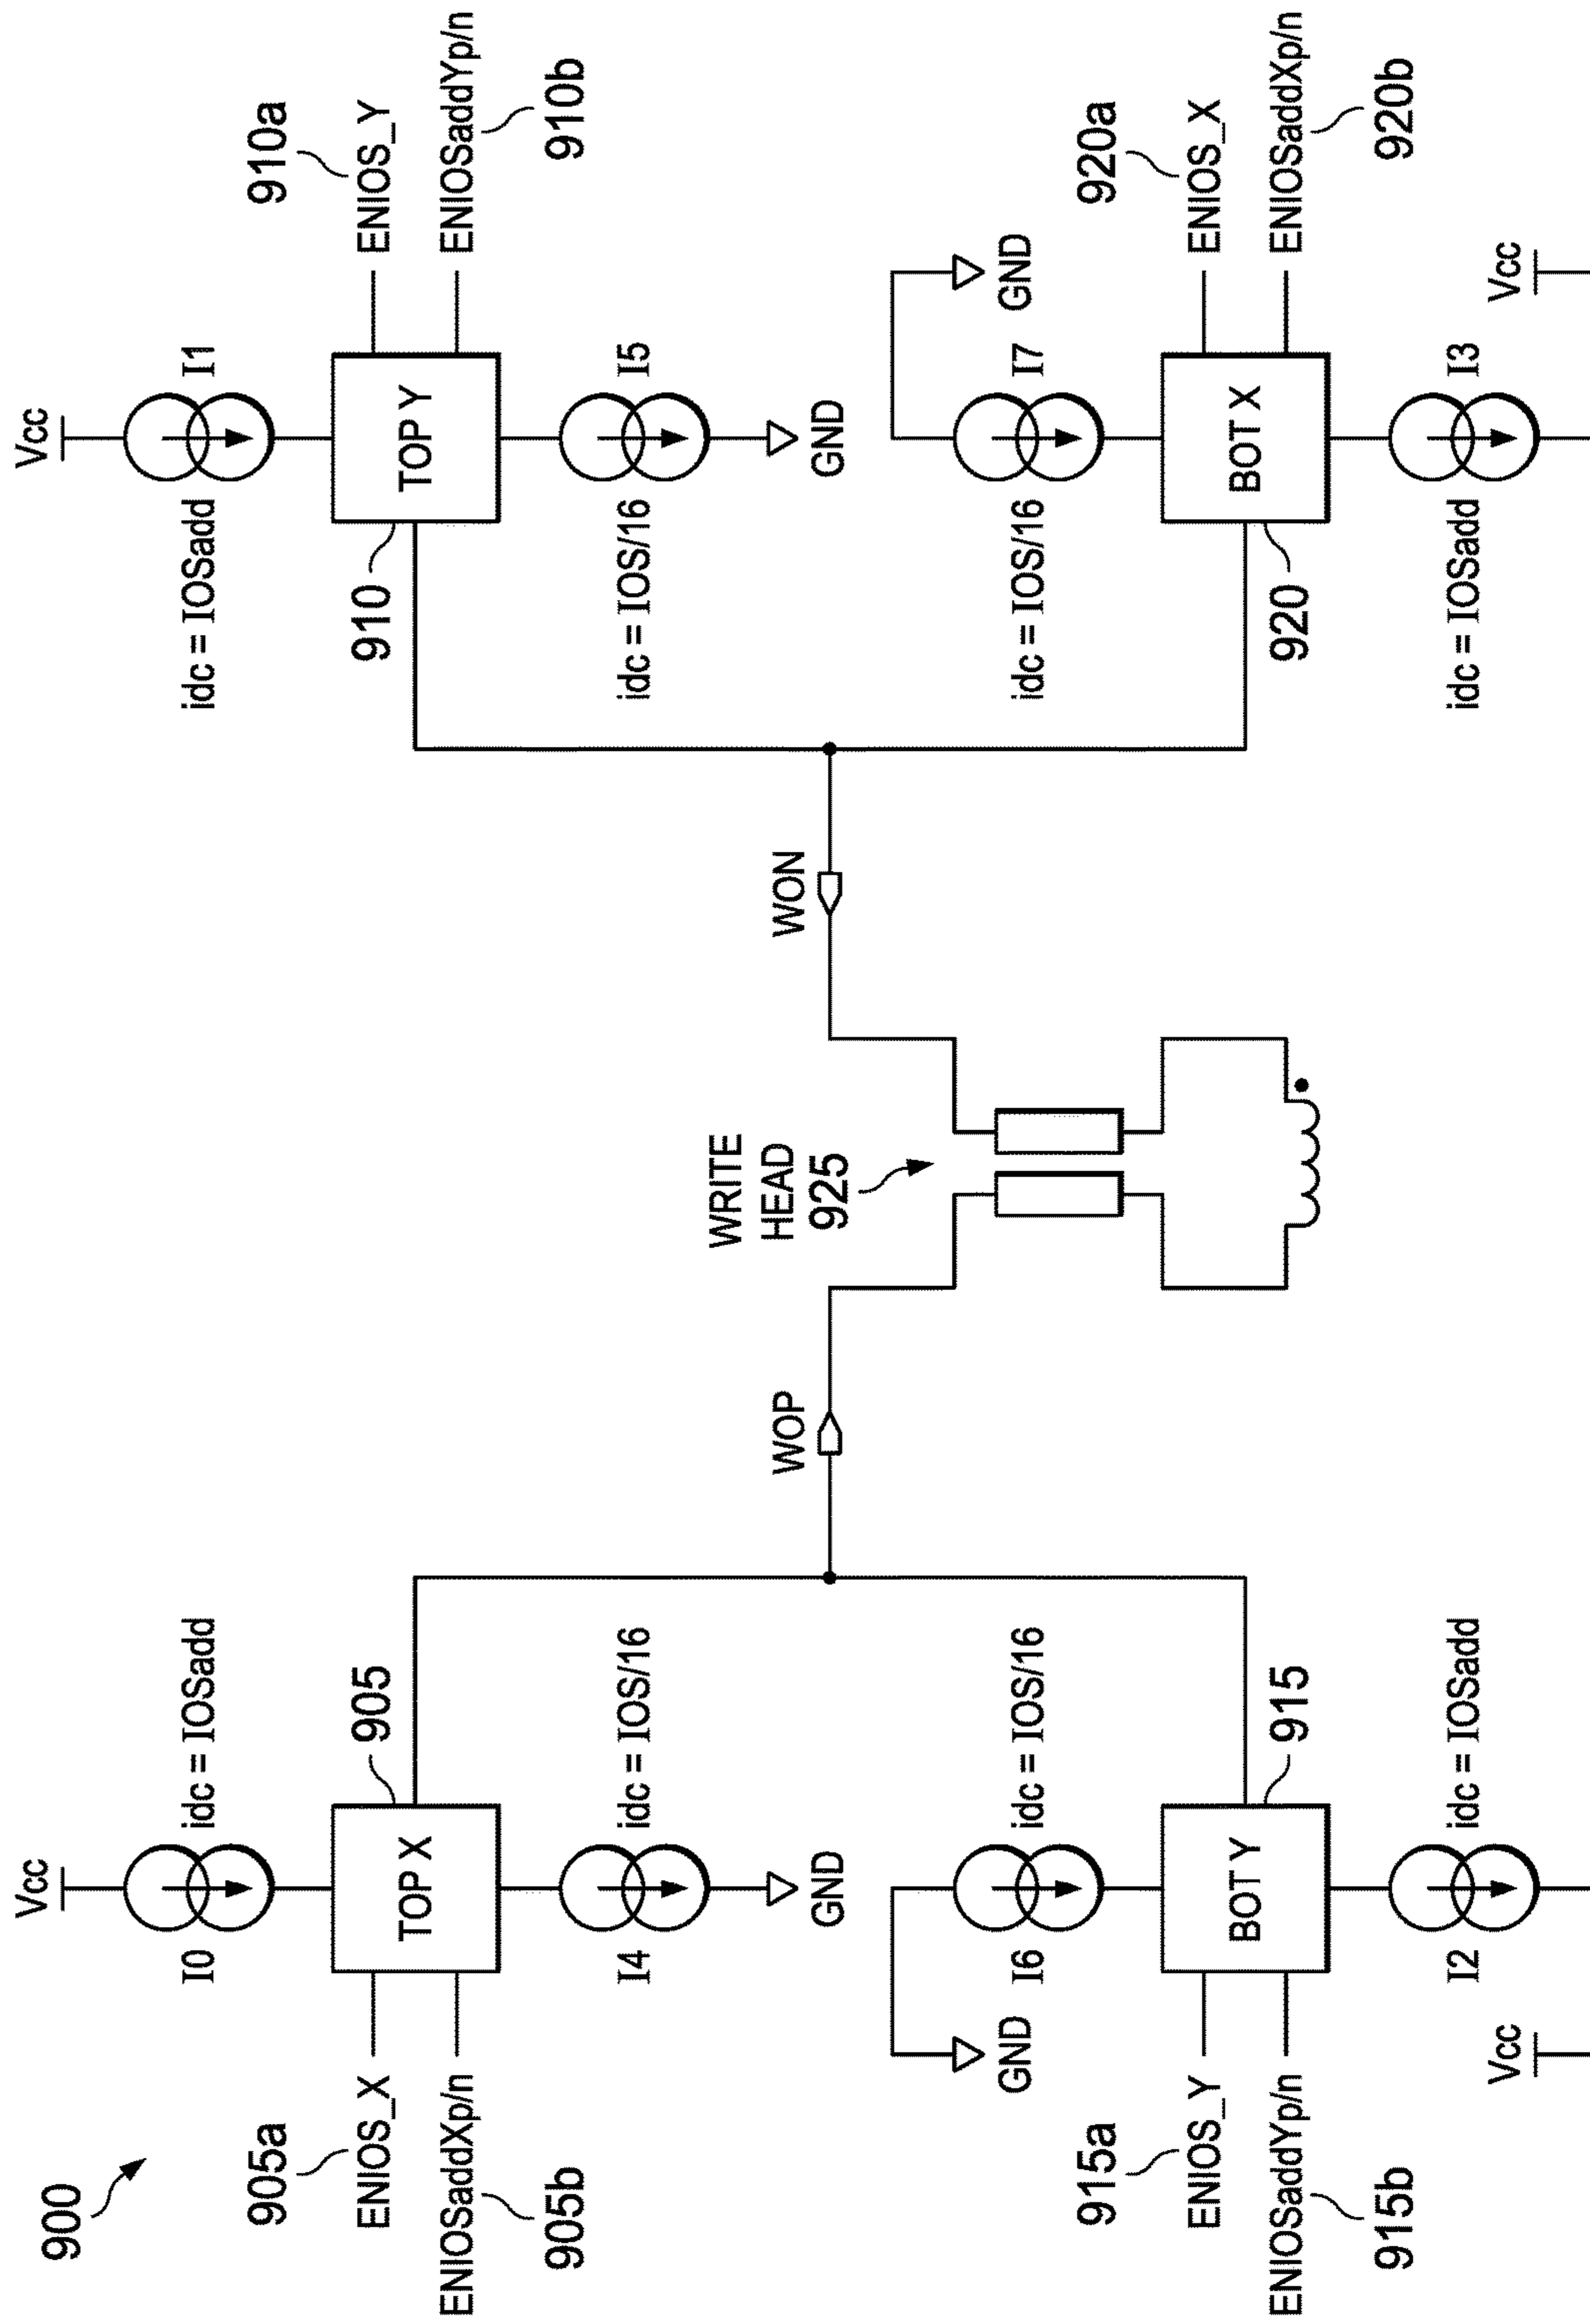 900
Vcc
I0
idc = IOSadd
905a
ENIOS_X
ENIOSaddXp/n
905b
TOP X
905
I4
idc = IOS/16
GND
Vcc
I1
idc = IOSadd
910a
ENIOS_Y
ENIOSaddYp/n
910b
TOP Y
910
I5
idc = IOS/16
GND
WOP
WON
WRITE
HEAD
925
GND
I6
idc = IOS/16
915a
ENIOS_Y
ENIOSaddYp/n
915b
BOT Y
915
I2
idc = IOSadd
Vcc
GND
I7
idc = IOS/16
920a
ENIOS_X
ENIOSaddXp/n
920b
BOT X
920
I3
idc = IOSadd
Vcc